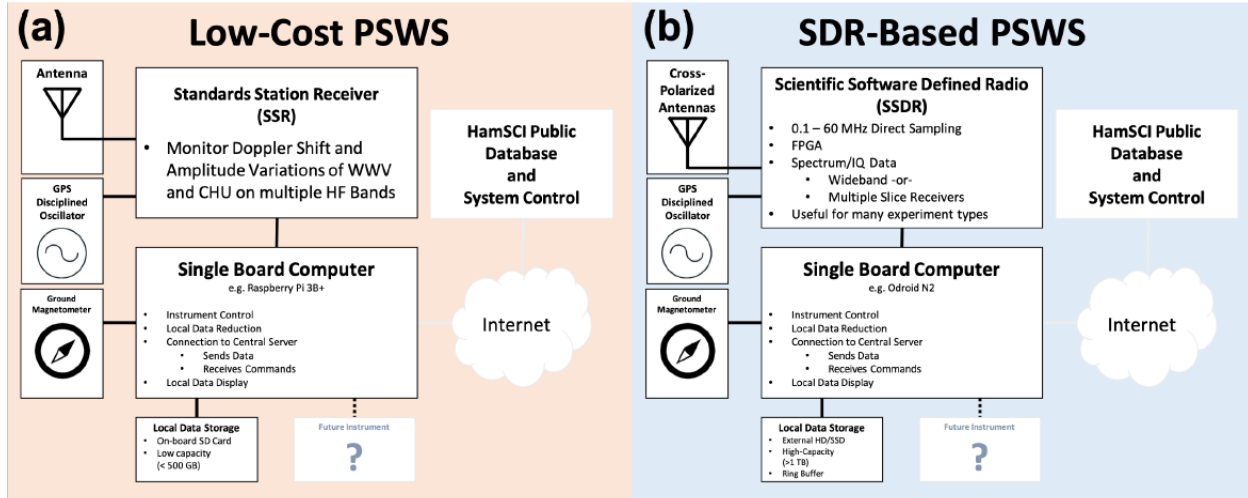 (a)
Low-Cost PSWS
Antenna
Standards Station Receiver
(SSR)
• Monitor Doppler Shift and
Amplitude Variations of WWV
and CHU on multiple HF Bands
GPS
Disciplined
Oscillator
HamSCI Public
Database
and
System Control
Ground
Magnetometer
Single Board Computer
e.g. Raspberry Pi 3B+
• Instrument Control
• Local Data Reduction
• Connection to Central Server
• Sends Data
• Receives Commands
• Local Data Display
Internet
Local Data Storage
• On-board SD Card
• Low capacity
(< 500 GB)
Future Instrument
?
(b)
SDR-Based PSWS
Cross-
Polarized
Antennas
Scientific Software Defined Radio
(SSDR)
• 0.1 – 60 MHz Direct Sampling
• FPGA
• Spectrum/IQ Data
• Wideband -or-
• Multiple Slice Receivers
• Useful for many experiment types
GPS
Disciplined
Oscillator
HamSCI Public
Database
and
System Control
Ground
Magnetometer
Single Board Computer
e.g. Odroid N2
• Instrument Control
• Local Data Reduction
• Connection to Central Server
• Sends Data
• Receives Commands
• Local Data Display
Internet
Local Data Storage
• External HD/SSD
• High-Capacity
(>1 TB)
• Ring Buffer
Future Instrument
?